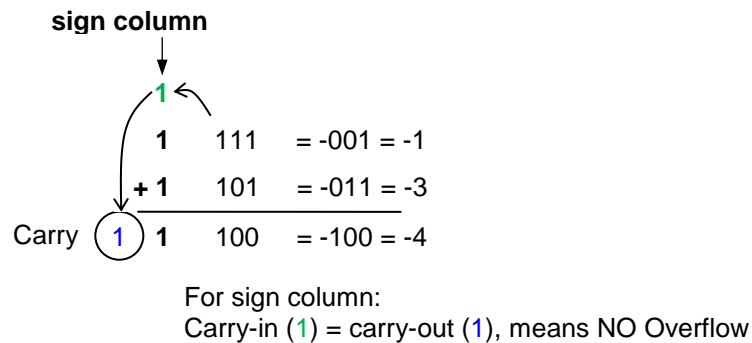 sign column
1
1 111 = -001 = -1
+ 1 101 = -011 = -3
Carry 1 1 100 = -100 = -4
For sign column:
Carry-in (1) = carry-out (1), means NO Overflow